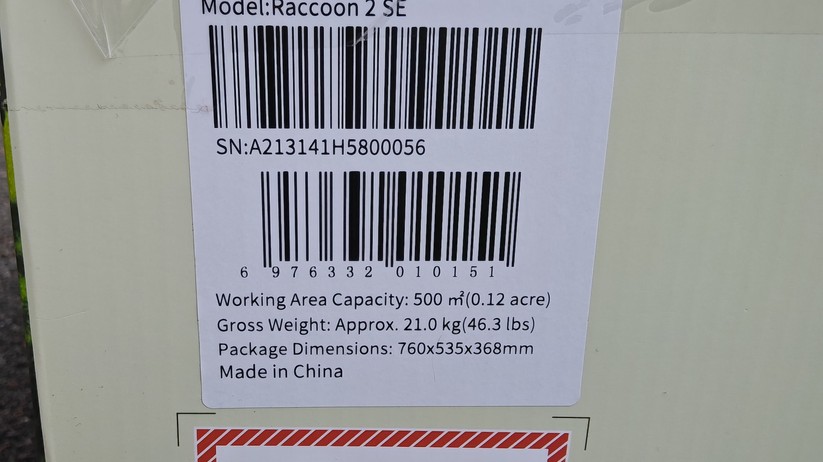 Model:Raccoon 2 SE
SN:A213141H5800056
6 976332 010151
Working Area Capacity: 500 ㎡(0.12 acre)
Gross Weight: Approx. 21.0 kg(46.3 lbs)
Package Dimensions: 760x535x368mm
Made in China